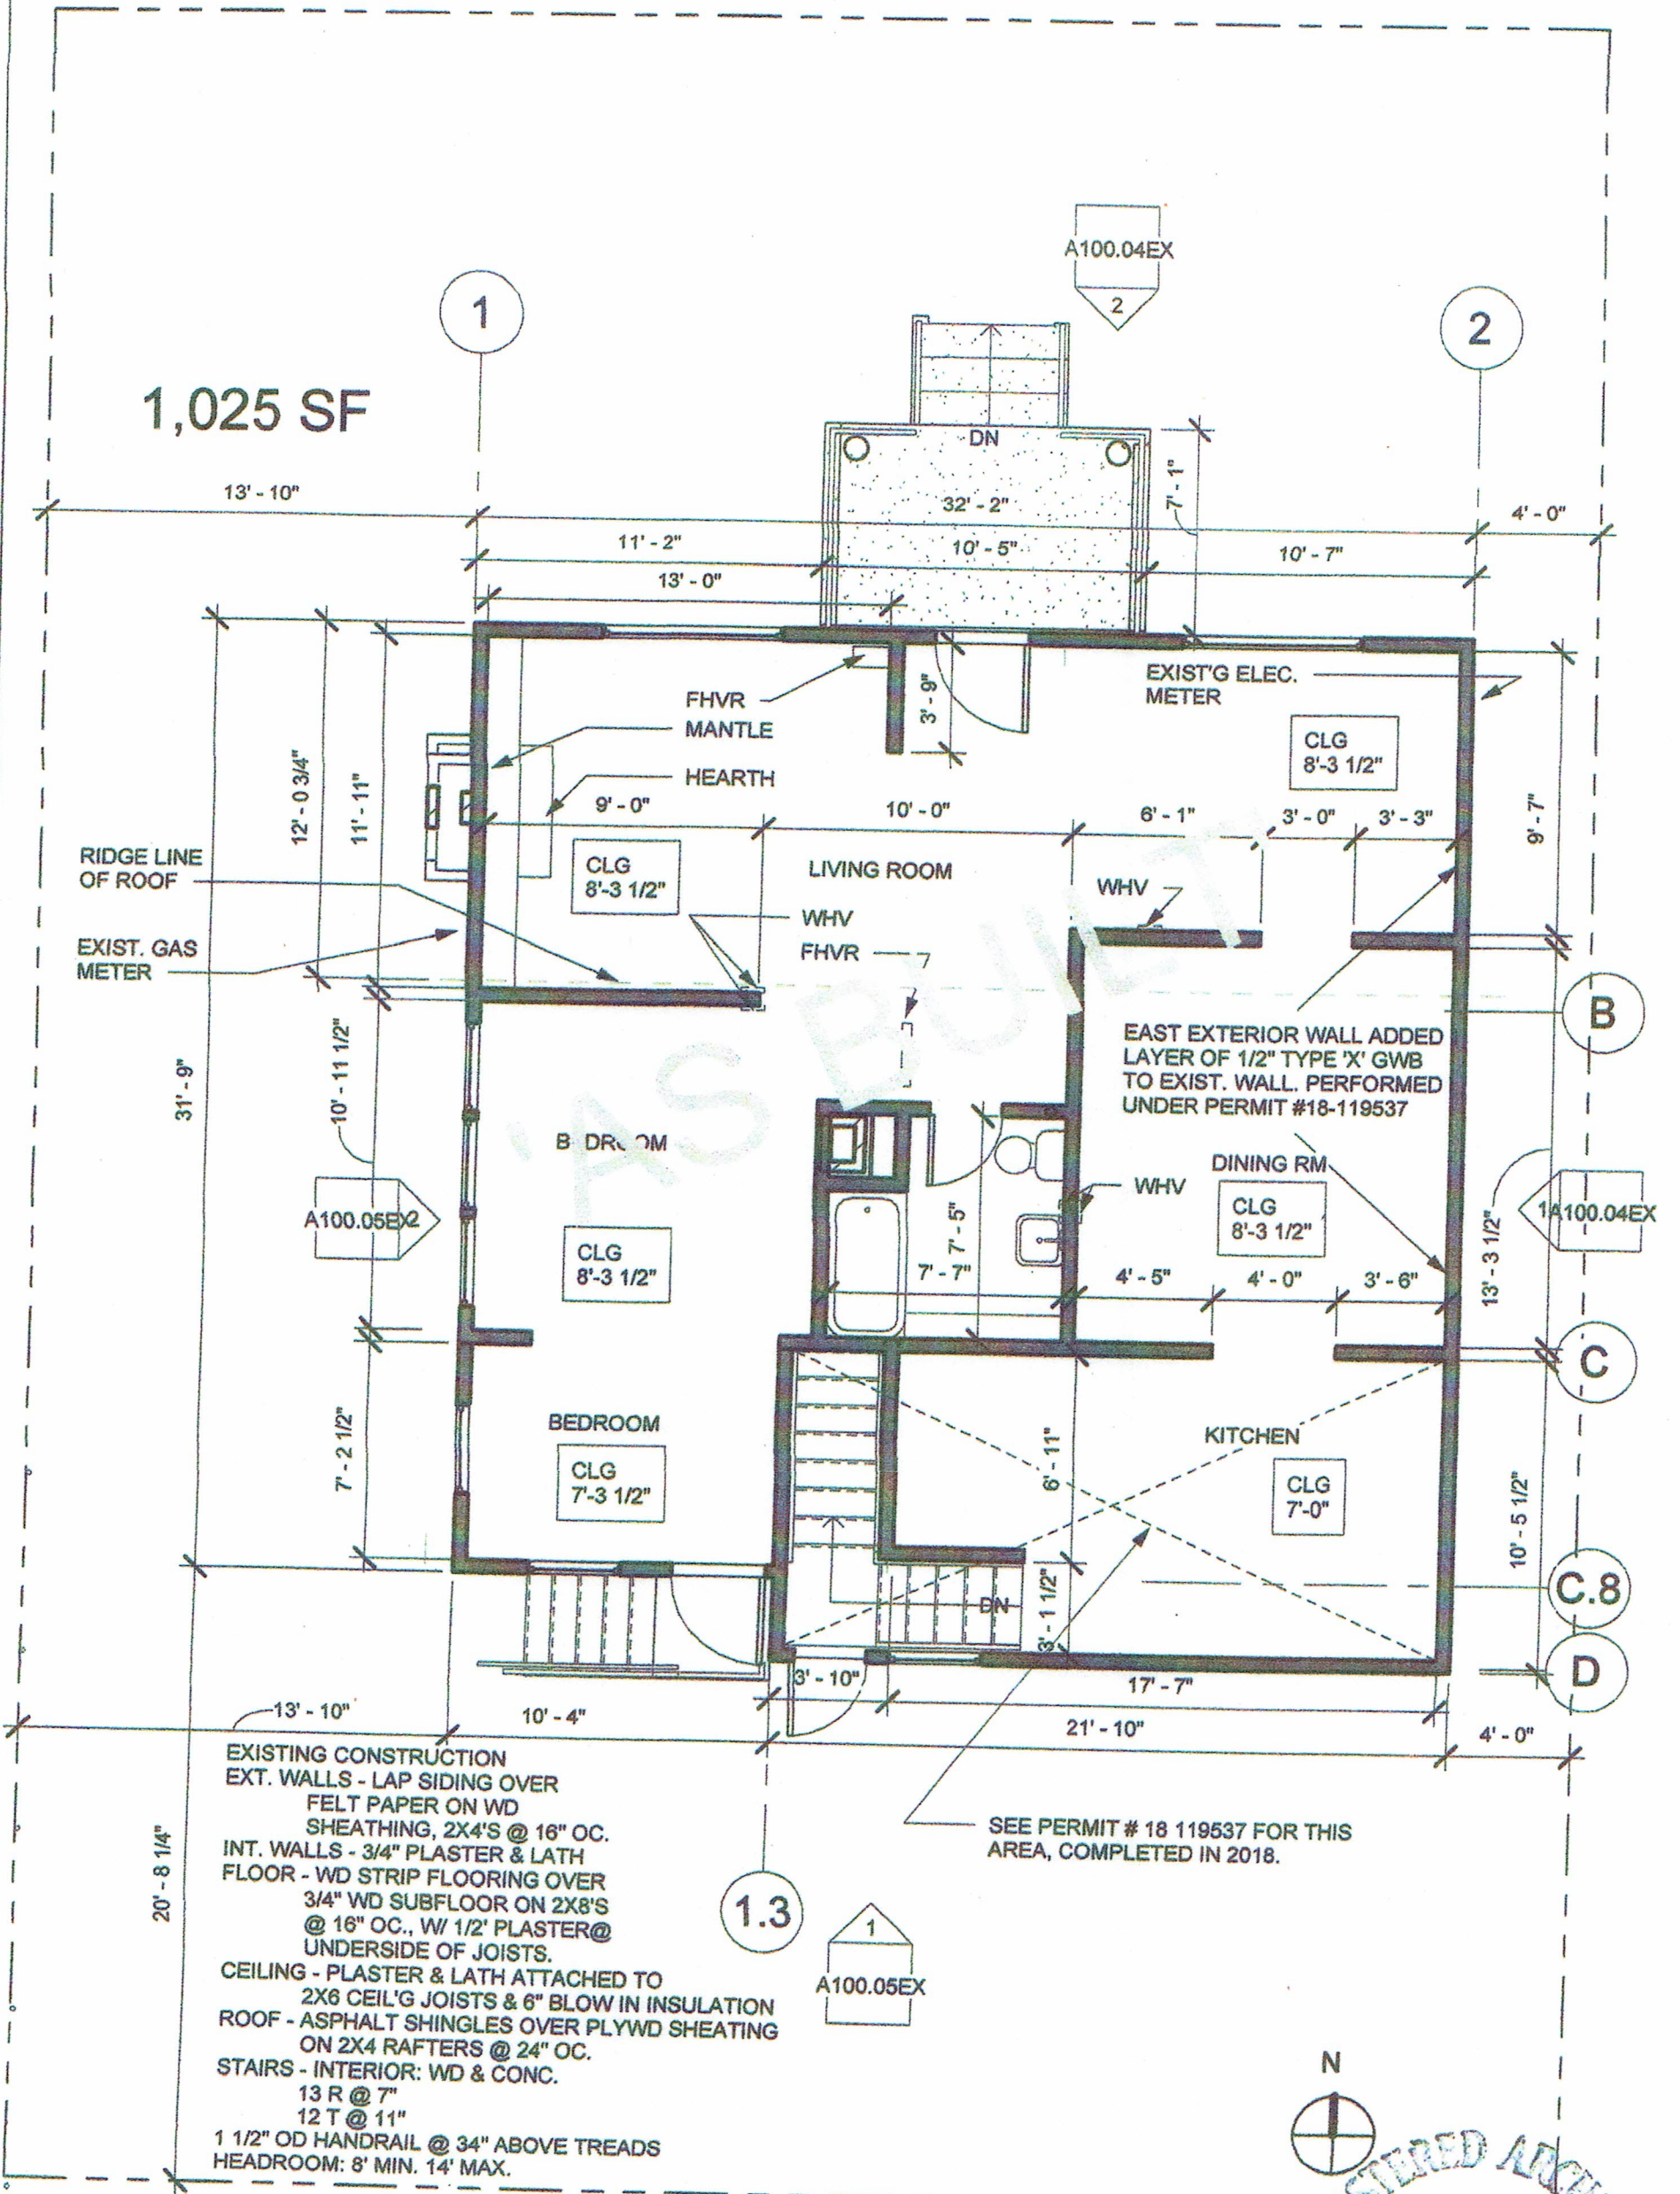 A100.04EX
2
1
2
1,025 SF
DN
13' - 10"
32' - 2"
7' - 1"
4' - 0"
11' - 2"
10' - 5"
10' - 7"
13' - 0"
FHVR
MANTLE
HEARTH
3' - 9"
EXIST'G ELEC.
METER
CLG
8'-3 1/2"
12' - 0 3/4"
11' - 11"
9' - 0"
10' - 0"
6' - 1"
3' - 0"
3' - 3"
9' - 7"
RIDGE LINE
OF ROOF
CLG
8'-3 1/2"
LIVING ROOM
WHV
WHV
FHVR
EXIST. GAS
METER
'AS BUILT'
B
EAST EXTERIOR WALL ADDED
LAYER OF 1/2" TYPE 'X' GWB
TO EXIST. WALL. PERFORMED
UNDER PERMIT #18-119537
31' - 9"
10' - 11 1/2"
BEDROOM
DINING RM
WHV
CLG
8'-3 1/2"
A100.05EX
2
CLG
8'-3 1/2"
7' - 5"
7' - 7"
4' - 5"
4' - 0"
3' - 6"
13' - 3 1/2"
1
A100.04EX
C
7' - 2 1/2"
BEDROOM
CLG
7'-3 1/2"
6' - 11"
KITCHEN
CLG
7'-0"
10' - 5 1/2"
DN
3' - 1 1/2"
C.8
D
3' - 10"
17' - 7"
13' - 10"
10' - 4"
21' - 10"
4' - 0"
EXISTING CONSTRUCTION
EXT. WALLS - LAP SIDING OVER
FELT PAPER ON WD
SHEATHING, 2X4'S @ 16" OC.
INT. WALLS - 3/4" PLASTER & LATH
FLOOR - WD STRIP FLOORING OVER
3/4" WD SUBFLOOR ON 2X8'S
@ 16" OC., W/ 1/2' PLASTER@
UNDERSIDE OF JOISTS.
CEILING - PLASTER & LATH ATTACHED TO
2X6 CEIL'G JOISTS & 6" BLOW IN INSULATION
ROOF - ASPHALT SHINGLES OVER PLYWD SHEATING
ON 2X4 RAFTERS @ 24" OC.
STAIRS - INTERIOR: WD & CONC.
13 R @ 7"
12 T @ 11"
1 1/2" OD HANDRAIL @ 34" ABOVE TREADS
HEADROOM: 8' MIN. 14' MAX.
20' - 8 1/4"
SEE PERMIT # 18 119537 FOR THIS
AREA, COMPLETED IN 2018.
1.3
1
A100.05EX
N